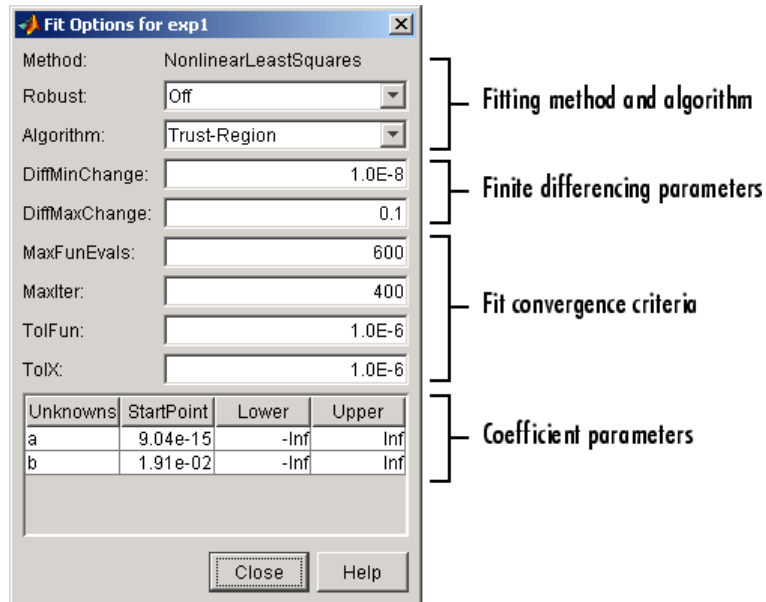 Fit Options for exp1
Method: NonlinearLeastSquares
Robust: Off
Algorithm: Trust-Region
Fitting method and algorithm
DiffMinChange: 1.0E-8
DiffMaxChange: 0.1
Finite differencing parameters
MaxFunEvals: 600
MaxIter: 400
TolFun: 1.0E-6
TolX: 1.0E-6
Fit convergence criteria
Unknowns StartPoint Lower Upper
a 9.04e-15 -Inf Inf
b 1.91e-02 -Inf Inf
Coefficient parameters
Close Help